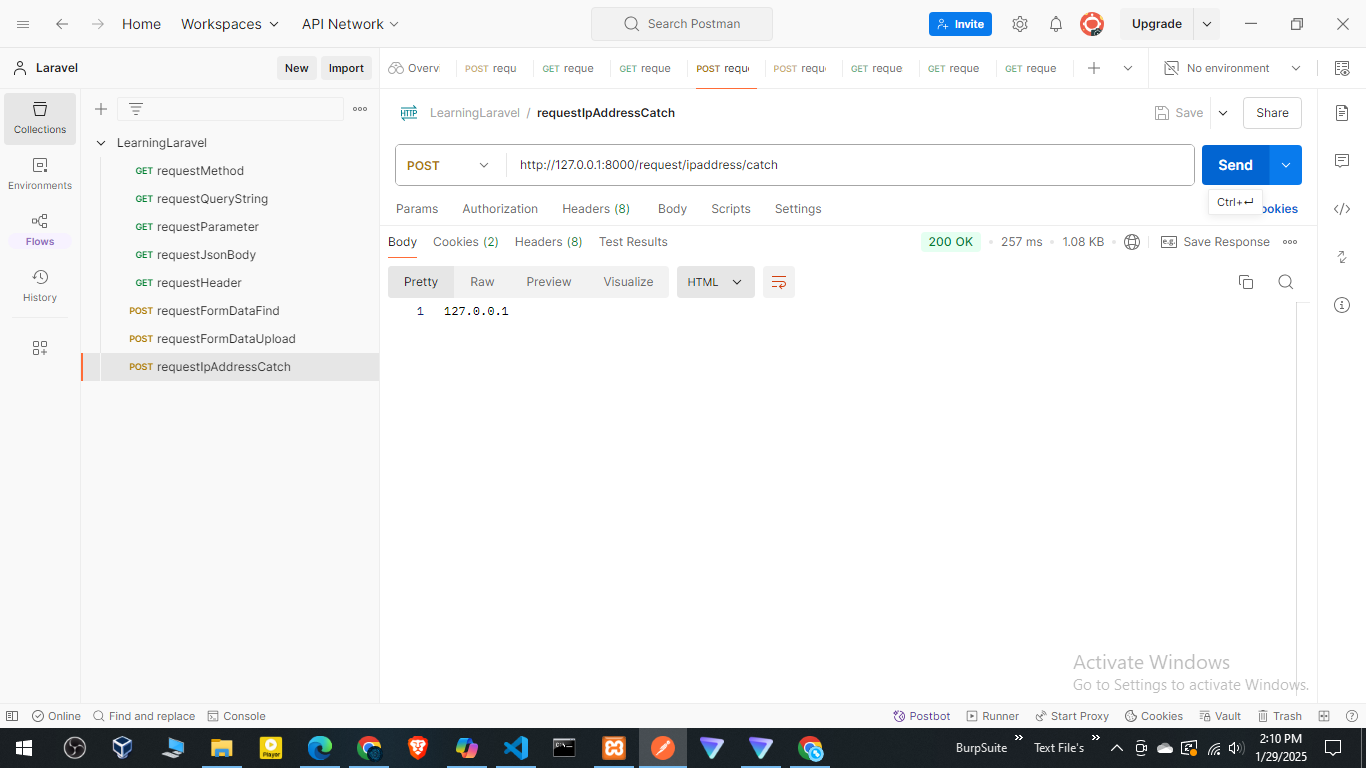 Home Workspaces API Network Search Postman Invite Upgrade
Laravel New Import Overv POST requ GET reque GET reque POST reque POST reque GET reque GET reque GET reque No environment
HTTP LearningLaravel / requestIpAddressCatch Save Share
Collections
Environments
Flows
History
LearningLaravel
GET requestMethod
GET requestQueryString
GET requestParameter
GET requestJsonBody
GET requestHeader
POST requestFormDataFind
POST requestFormDataUpload
POST requestIpAddressCatch
POST http://127.0.0.1:8000/request/ipaddress/catch Send
Ctrl+↵
Params Authorization Headers (8) Body Scripts Settings ookies
Body Cookies (2) Headers (8) Test Results 200 OK 257 ms 1.08 KB e.g. Save Response
Pretty Raw Preview Visualize HTML
1 127.0.0.1
Activate Windows
Go to Settings to activate Windows.
Online Find and replace Console Postbot Runner Start Proxy Cookies Vault Trash
Player BurpSuite Text File's 2:10 PM
1/29/2025